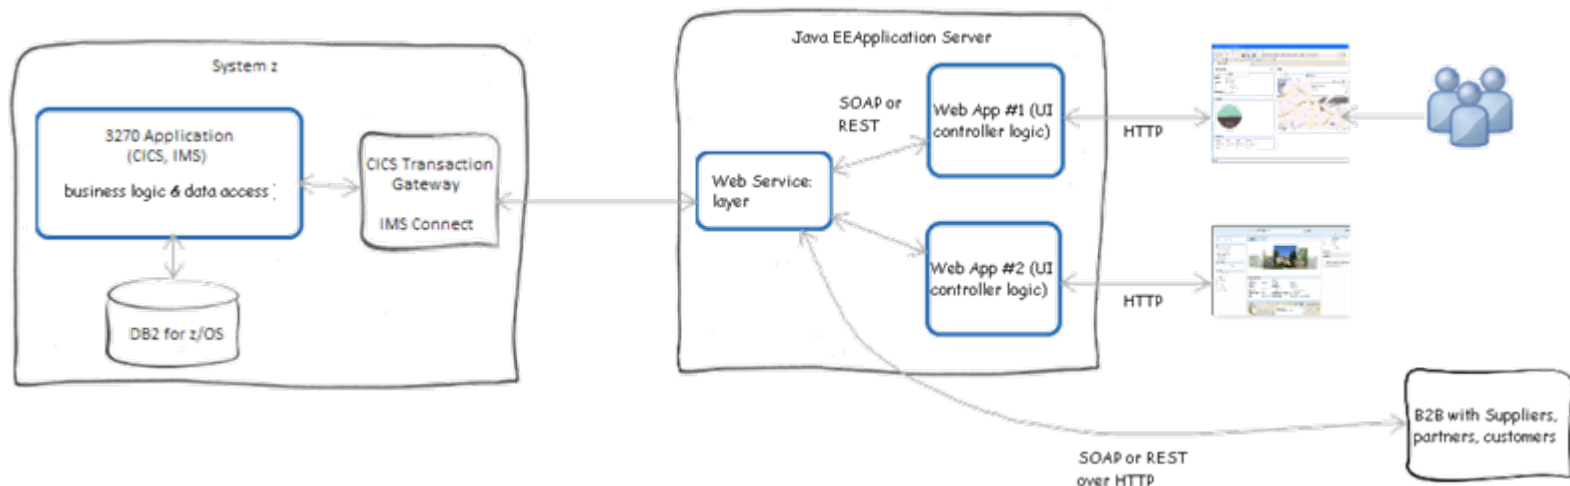 System z
3270 Application
(CICS, IMS)
business logic & data access
CICS Transaction
Gateway
IMS Connect
DB2 for z/OS
Java EEApplication Server
Web Service:
layer
SOAP or
REST
Web App #1 (UI
controller logic)
Web App #2 (UI
controller logic)
HTTP
HTTP
SOAP or REST
over HTTP
B2B with Suppliers,
partners, customers